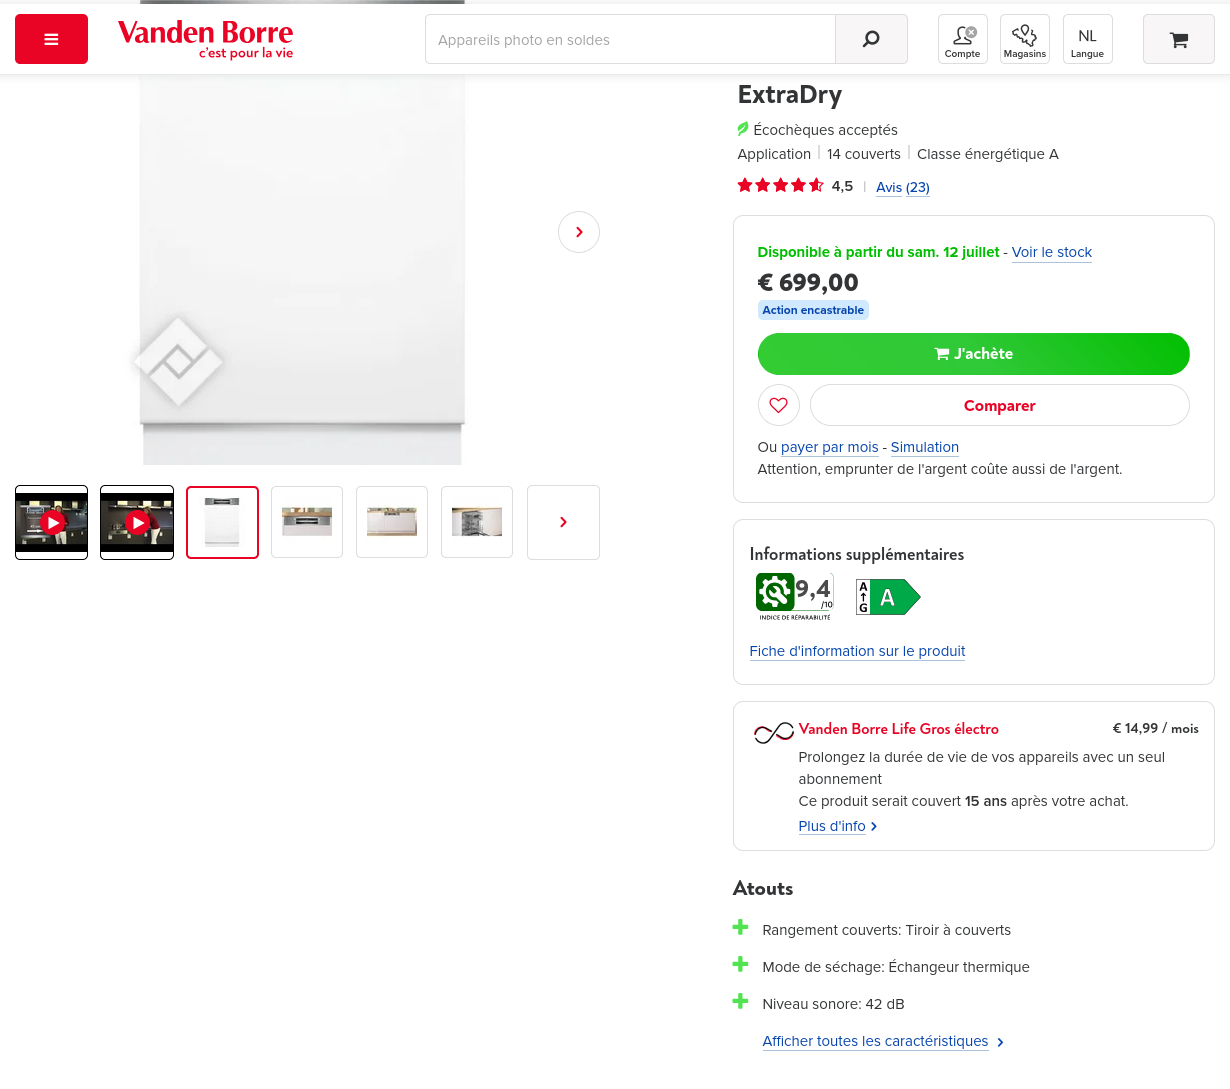 Vanden Borre
c'est pour la vie
Appareils photo en soldes
Compte
Magasins
NL
Langue
ExtraDry
Écochèques acceptés
Application | 14 couverts | Classe énergétique A
4,5 | Avis (23)
Disponible à partir du sam. 12 juillet - Voir le stock
€ 699,00
Action encastrable
J'achète
Comparer
Ou payer par mois - Simulation
Attention, emprunter de l'argent coûte aussi de l'argent.
Informations supplémentaires
9,4
/10
INDICE DE RÉPARABILITÉ
A
G
A
Fiche d'information sur le produit
Vanden Borre Life Gros électro
€ 14,99 / mois
Prolongez la durée de vie de vos appareils avec un seul
abonnement
Ce produit serait couvert 15 ans après votre achat.
Plus d'info
Atouts
Rangement couverts: Tiroir à couverts
Mode de séchage: Échangeur thermique
Niveau sonore: 42 dB
Afficher toutes les caractéristiques